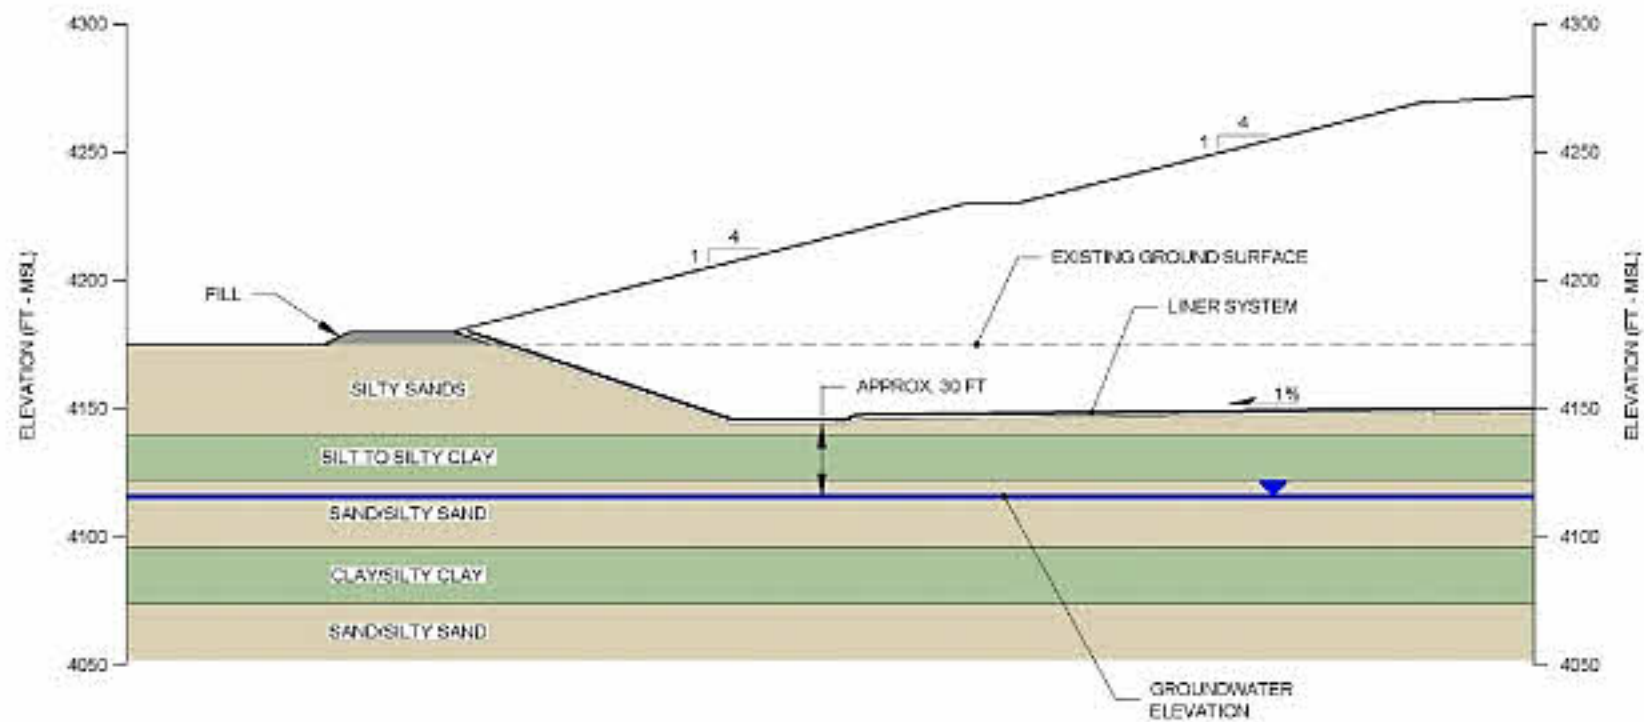 4300
4300
4
1
4250
4250
4
1
EXISTING GROUND SURFACE
4200
4200
FILL
LINER SYSTEM
ELEVATION (FT - MSL)
ELEVATION (FT - MSL)
SILTY SANDS
APPROX. 30 FT
1%
4150
4150
SILT TO SILTY CLAY
SAND/SILTY SAND
4100
4100
CLAY/SILTY CLAY
SAND/SILTY SAND
4050
4050
GROUNDWATER
ELEVATION